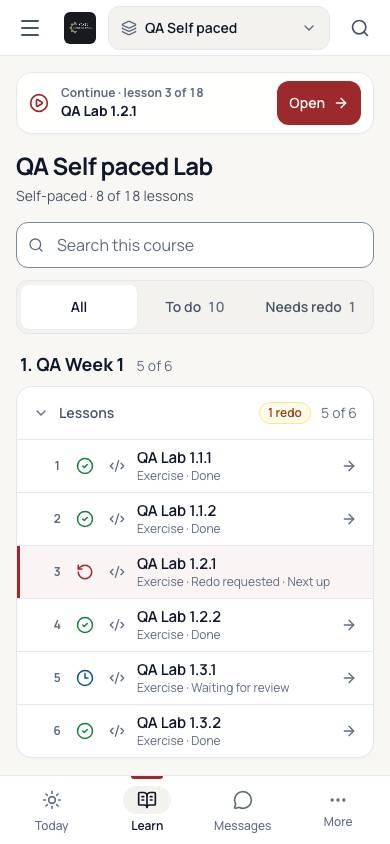 QA Self paced
Continue · lesson 3 of 18
QA Lab 1.2.1
Open
QA Self paced Lab
Self-paced · 8 of 18 lessons
Search this course
All To do 10 Needs redo 1
1. QA Week 1 5 of 6
Lessons 1 redo 5 of 6
1 QA Lab 1.1.1
Exercise · Done
2 QA Lab 1.1.2
Exercise · Done
3 QA Lab 1.2.1
Exercise · Redo requested · Next up
4 QA Lab 1.2.2
Exercise · Done
5 QA Lab 1.3.1
Exercise · Waiting for review
6 QA Lab 1.3.2
Exercise · Done
Today Learn Messages More